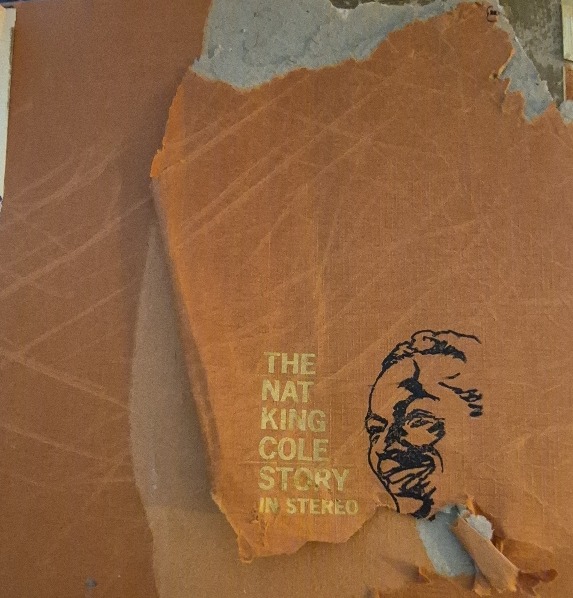 THE
NAT
KING
COLE
STORY
IN STEREO